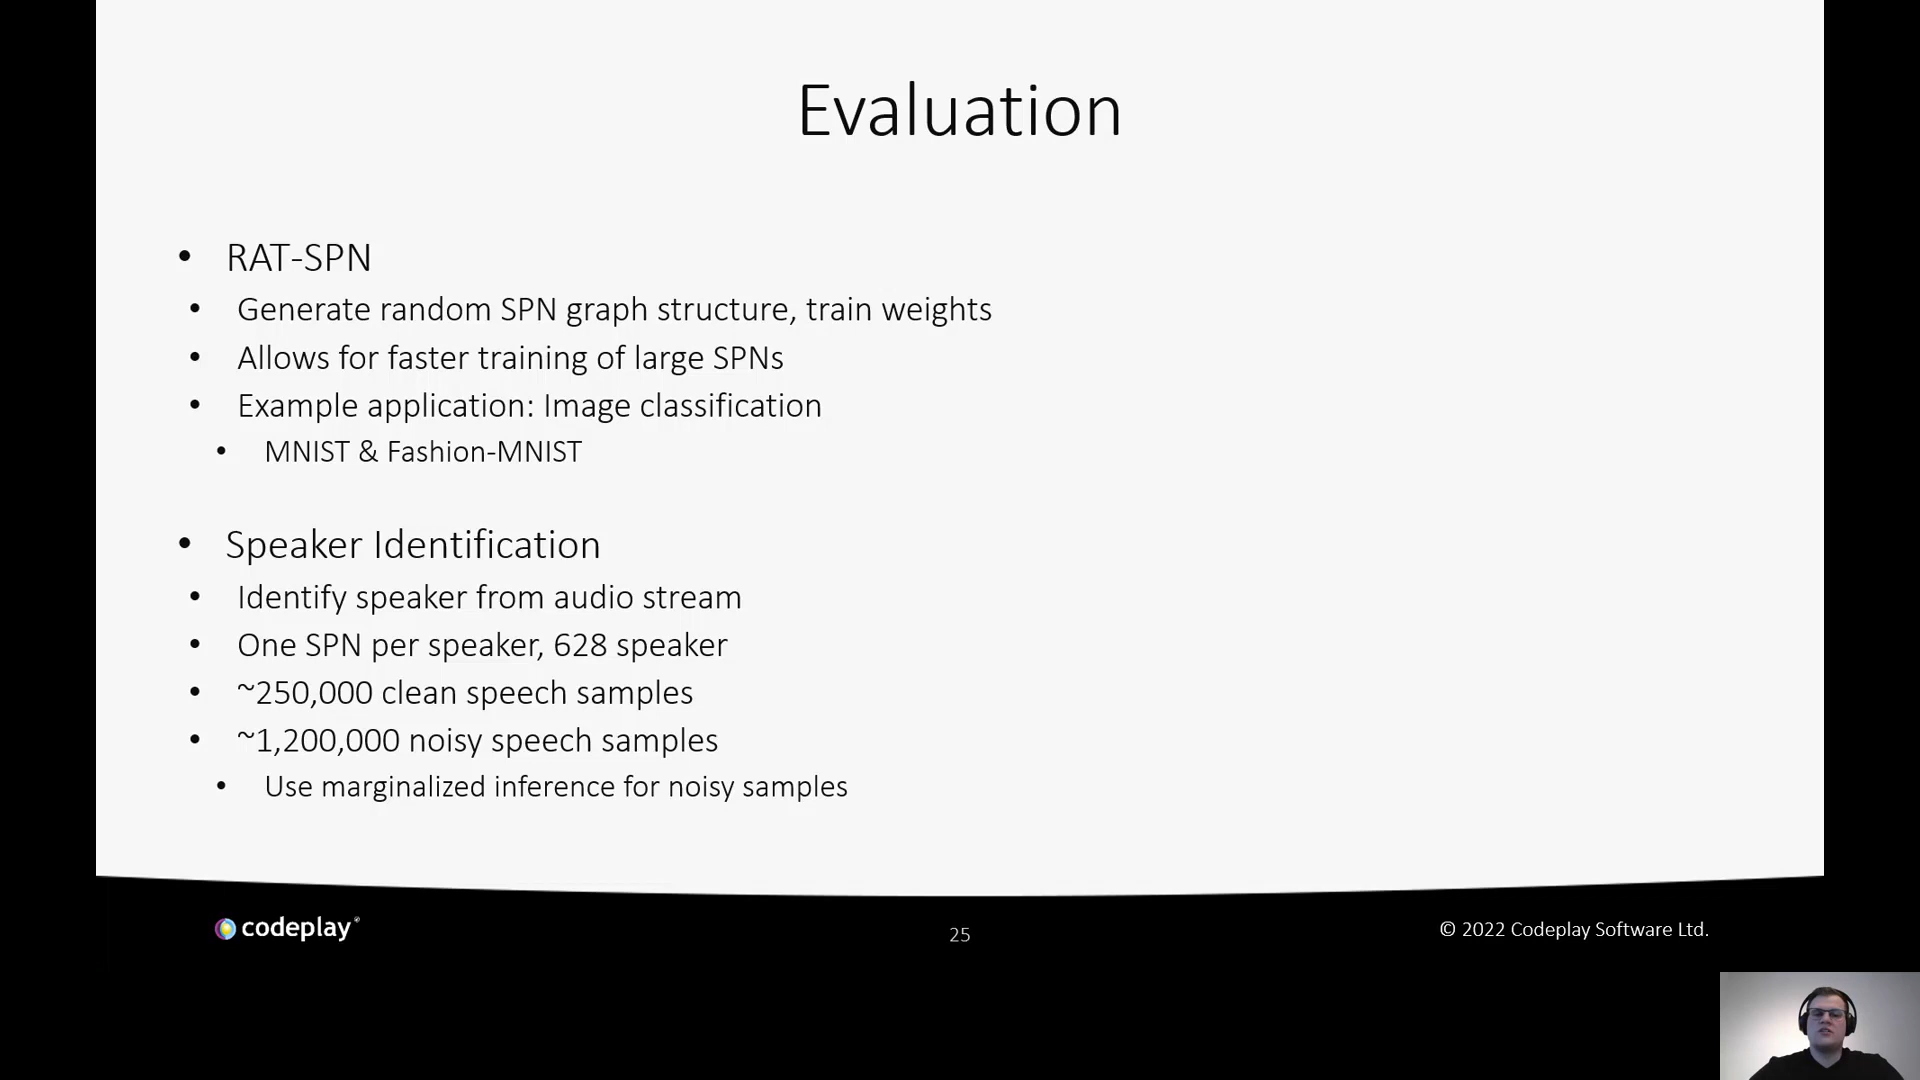 Evaluation
• RAT-SPN
• Generate random SPN graph structure, train weights
• Allows for faster training of large SPNs
• Example application: Image classification
• MNIST & Fashion-MNIST
• Speaker Identification
• Identify speaker from audio stream
• One SPN per speaker, 628 speaker
• ~250,000 clean speech samples
• ~1,200,000 noisy speech samples
• Use marginalized inference for noisy samples
codeplay®
25
© 2022 Codeplay Software Ltd.